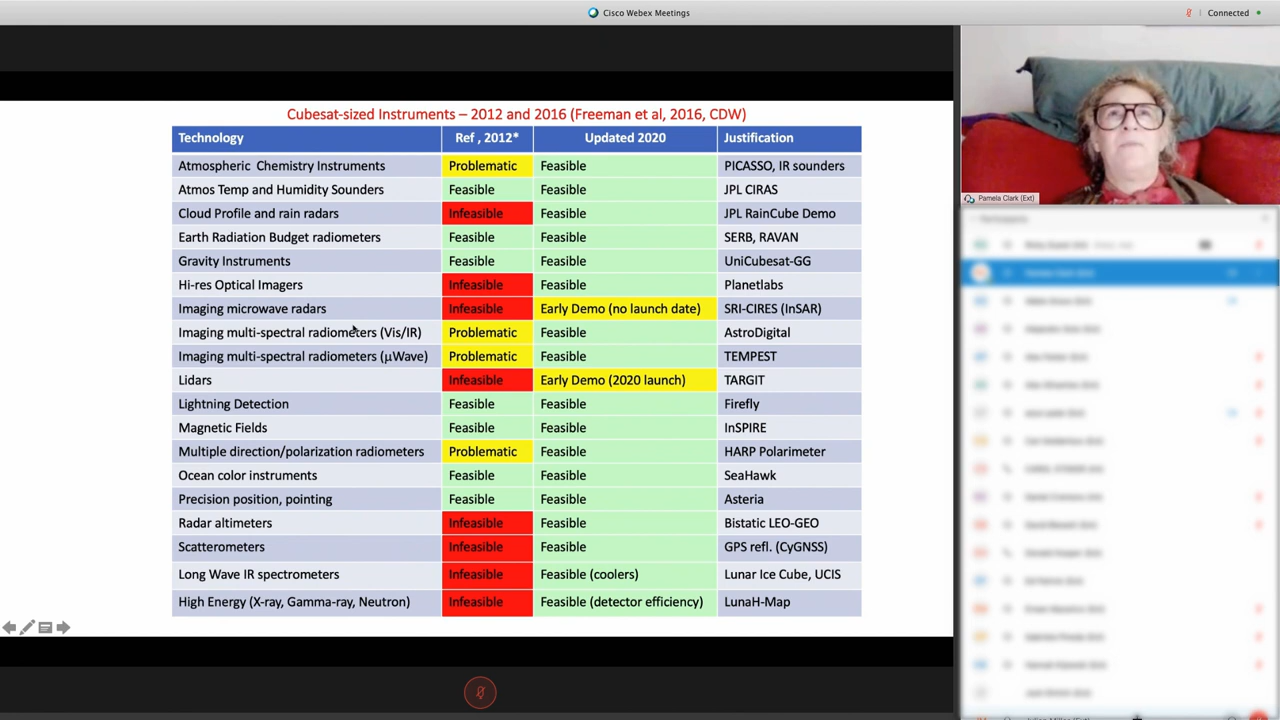 Cisco Webex Meetings
Connected
Cubesat-sized Instruments – 2012 and 2016 (Freeman et al, 2016, CDW)
Technology Ref , 2012* Updated 2020 Justification
Atmospheric Chemistry Instruments Problematic Feasible PICASSO, IR sounders
Atmos Temp and Humidity Sounders Feasible Feasible JPL CIRAS
Cloud Profile and rain radars Infeasible Feasible JPL RainCube Demo
Earth Radiation Budget radiometers Feasible Feasible SERB, RAVAN
Gravity Instruments Feasible Feasible UniCubesat-GG
Hi-res Optical Imagers Infeasible Feasible Planetlabs
Imaging microwave radars Infeasible Early Demo (no launch date) SRI-CIRES (InSAR)
Imaging multi-spectral radiometers (Vis/IR) Problematic Feasible AstroDigital
Imaging multi-spectral radiometers (μWave) Problematic Feasible TEMPEST
Lidars Infeasible Early Demo (2020 launch) TARGIT
Lightning Detection Feasible Feasible Firefly
Magnetic Fields Feasible Feasible InSPIRE
Multiple direction/polarization radiometers Problematic Feasible HARP Polarimeter
Ocean color instruments Feasible Feasible SeaHawk
Precision position, pointing Feasible Feasible Asteria
Radar altimeters Infeasible Feasible Bistatic LEO-GEO
Scatterometers Infeasible Feasible GPS refl. (CyGNSS)
Long Wave IR spectrometers Infeasible Feasible (coolers) Lunar Ice Cube, UCIS
High Energy (X-ray, Gamma-ray, Neutron) Infeasible Feasible (detector efficiency) LunaH-Map
Pamela Clark (Ext)